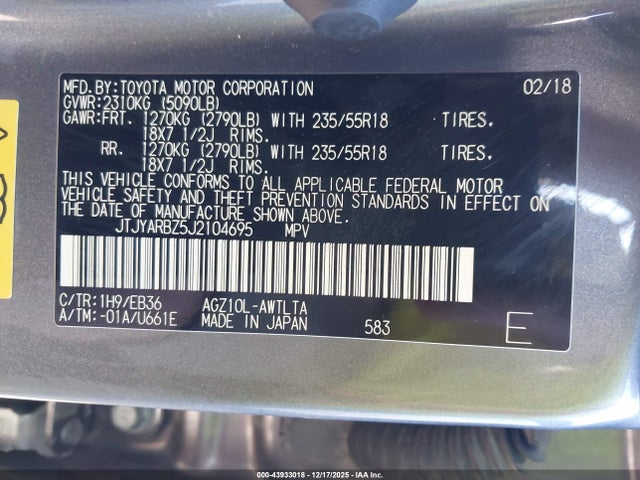 MFD.BY:TOYOTA MOTOR CORPORATION 02/18
GVWR:2310KG (5090LB)
GAWR:FRT. 1270KG (2790LB) WITH 235/55R18 TIRES.
18X7 1/2J RIMS.
RR. 1270KG (2790LB) WITH 235/55R18 TIRES.
18X7 1/2J RIMS.
THIS VEHICLE CONFORMS TO ALL APPLICABLE FEDERAL MOTOR
VEHICLE SAFETY AND THEFT PREVENTION STANDARDS IN EFFECT ON
THE DATE OF MANUFACTURE SHOWN ABOVE.
JTJYARBZ5J2104695 MPV
C/TR:1H9/EB36 AGZ10L-AWTLTA
A/TM:-01A/U661E MADE IN JAPAN 583 E
000-43933018 - 12/17/2025 - IAA Inc.